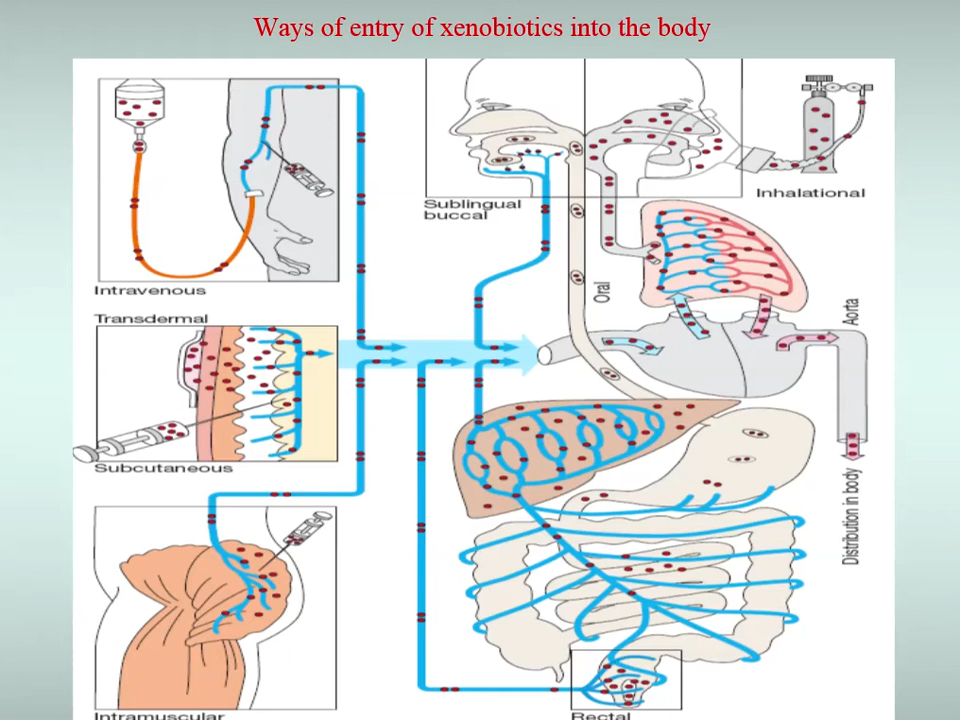 Ways of entry of xenobiotics into the body
Intravenous
Transdermal
Subcutaneous
Intramuscular
Sublingual
buccal
Inhalational
Oral
Aorta
Distribution in body
Rectal